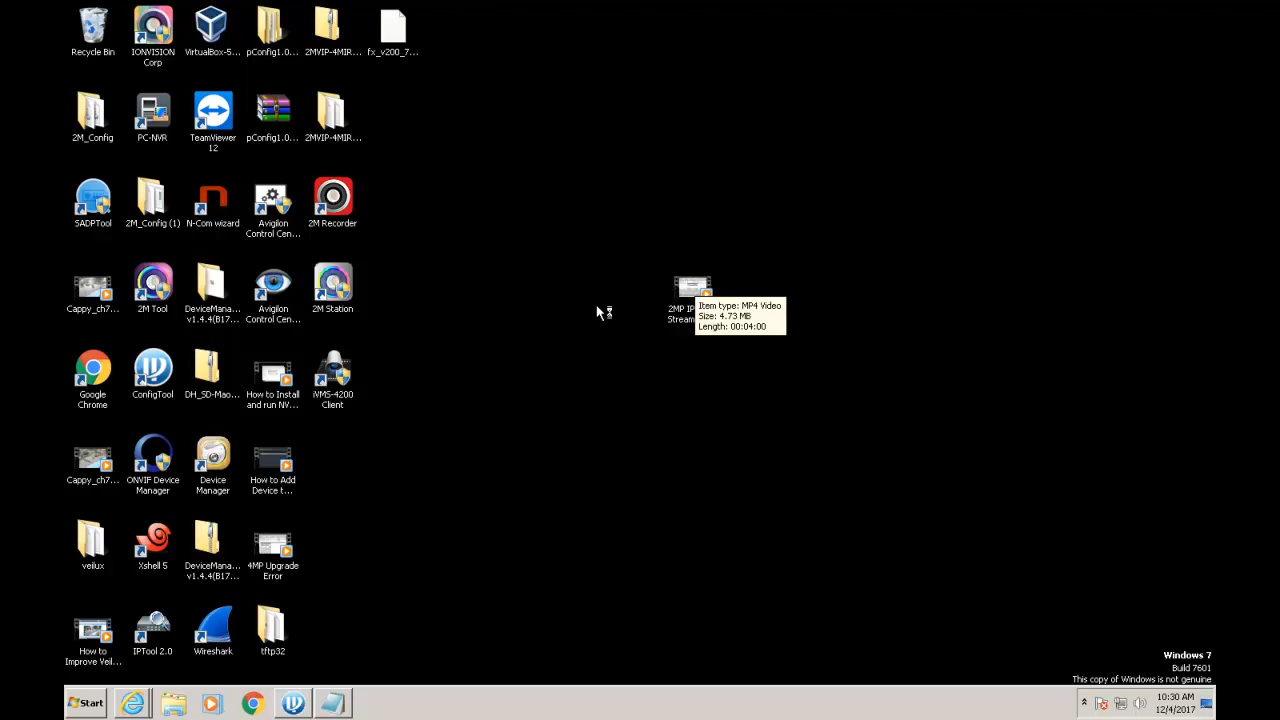 Recycle Bin
IONVISION
Corp
VirtualBox-5...
pConfig1.0...
2MVIP-4MIR...
fx_v200_7...
2M_Config
PC-NVR
TeamViewer
12
pConfig1.0...
2MVIP-4MIR...
SADPTool
2M_Config (1)
N-Com wizard
Avigilon
Control Cen...
2M Recorder
Cappy_ch7...
2M Tool
DeviceMana...
v1.4.4(B17...
Avigilon
Control Cen...
2M Station
2MP IP
Stream
Item type: MP4 Video
Size: 4.73 MB
Length: 00:04:00
Google
Chrome
ConfigTool
DH_SD-Mao...
How to Install
and run NV...
iVMS-4200
Client
Cappy_ch7...
ONVIF Device
Manager
Device
Manager
How to Add
Device t...
veilux
Xshell 5
DeviceMana...
v1.4.4(B17...
4MP Upgrade
Error
How to
Improve Veil...
IPTool 2.0
Wireshark
tftp32
Windows 7
Build 7601
This copy of Windows is not genuine
Start
10:30 AM
12/4/2017